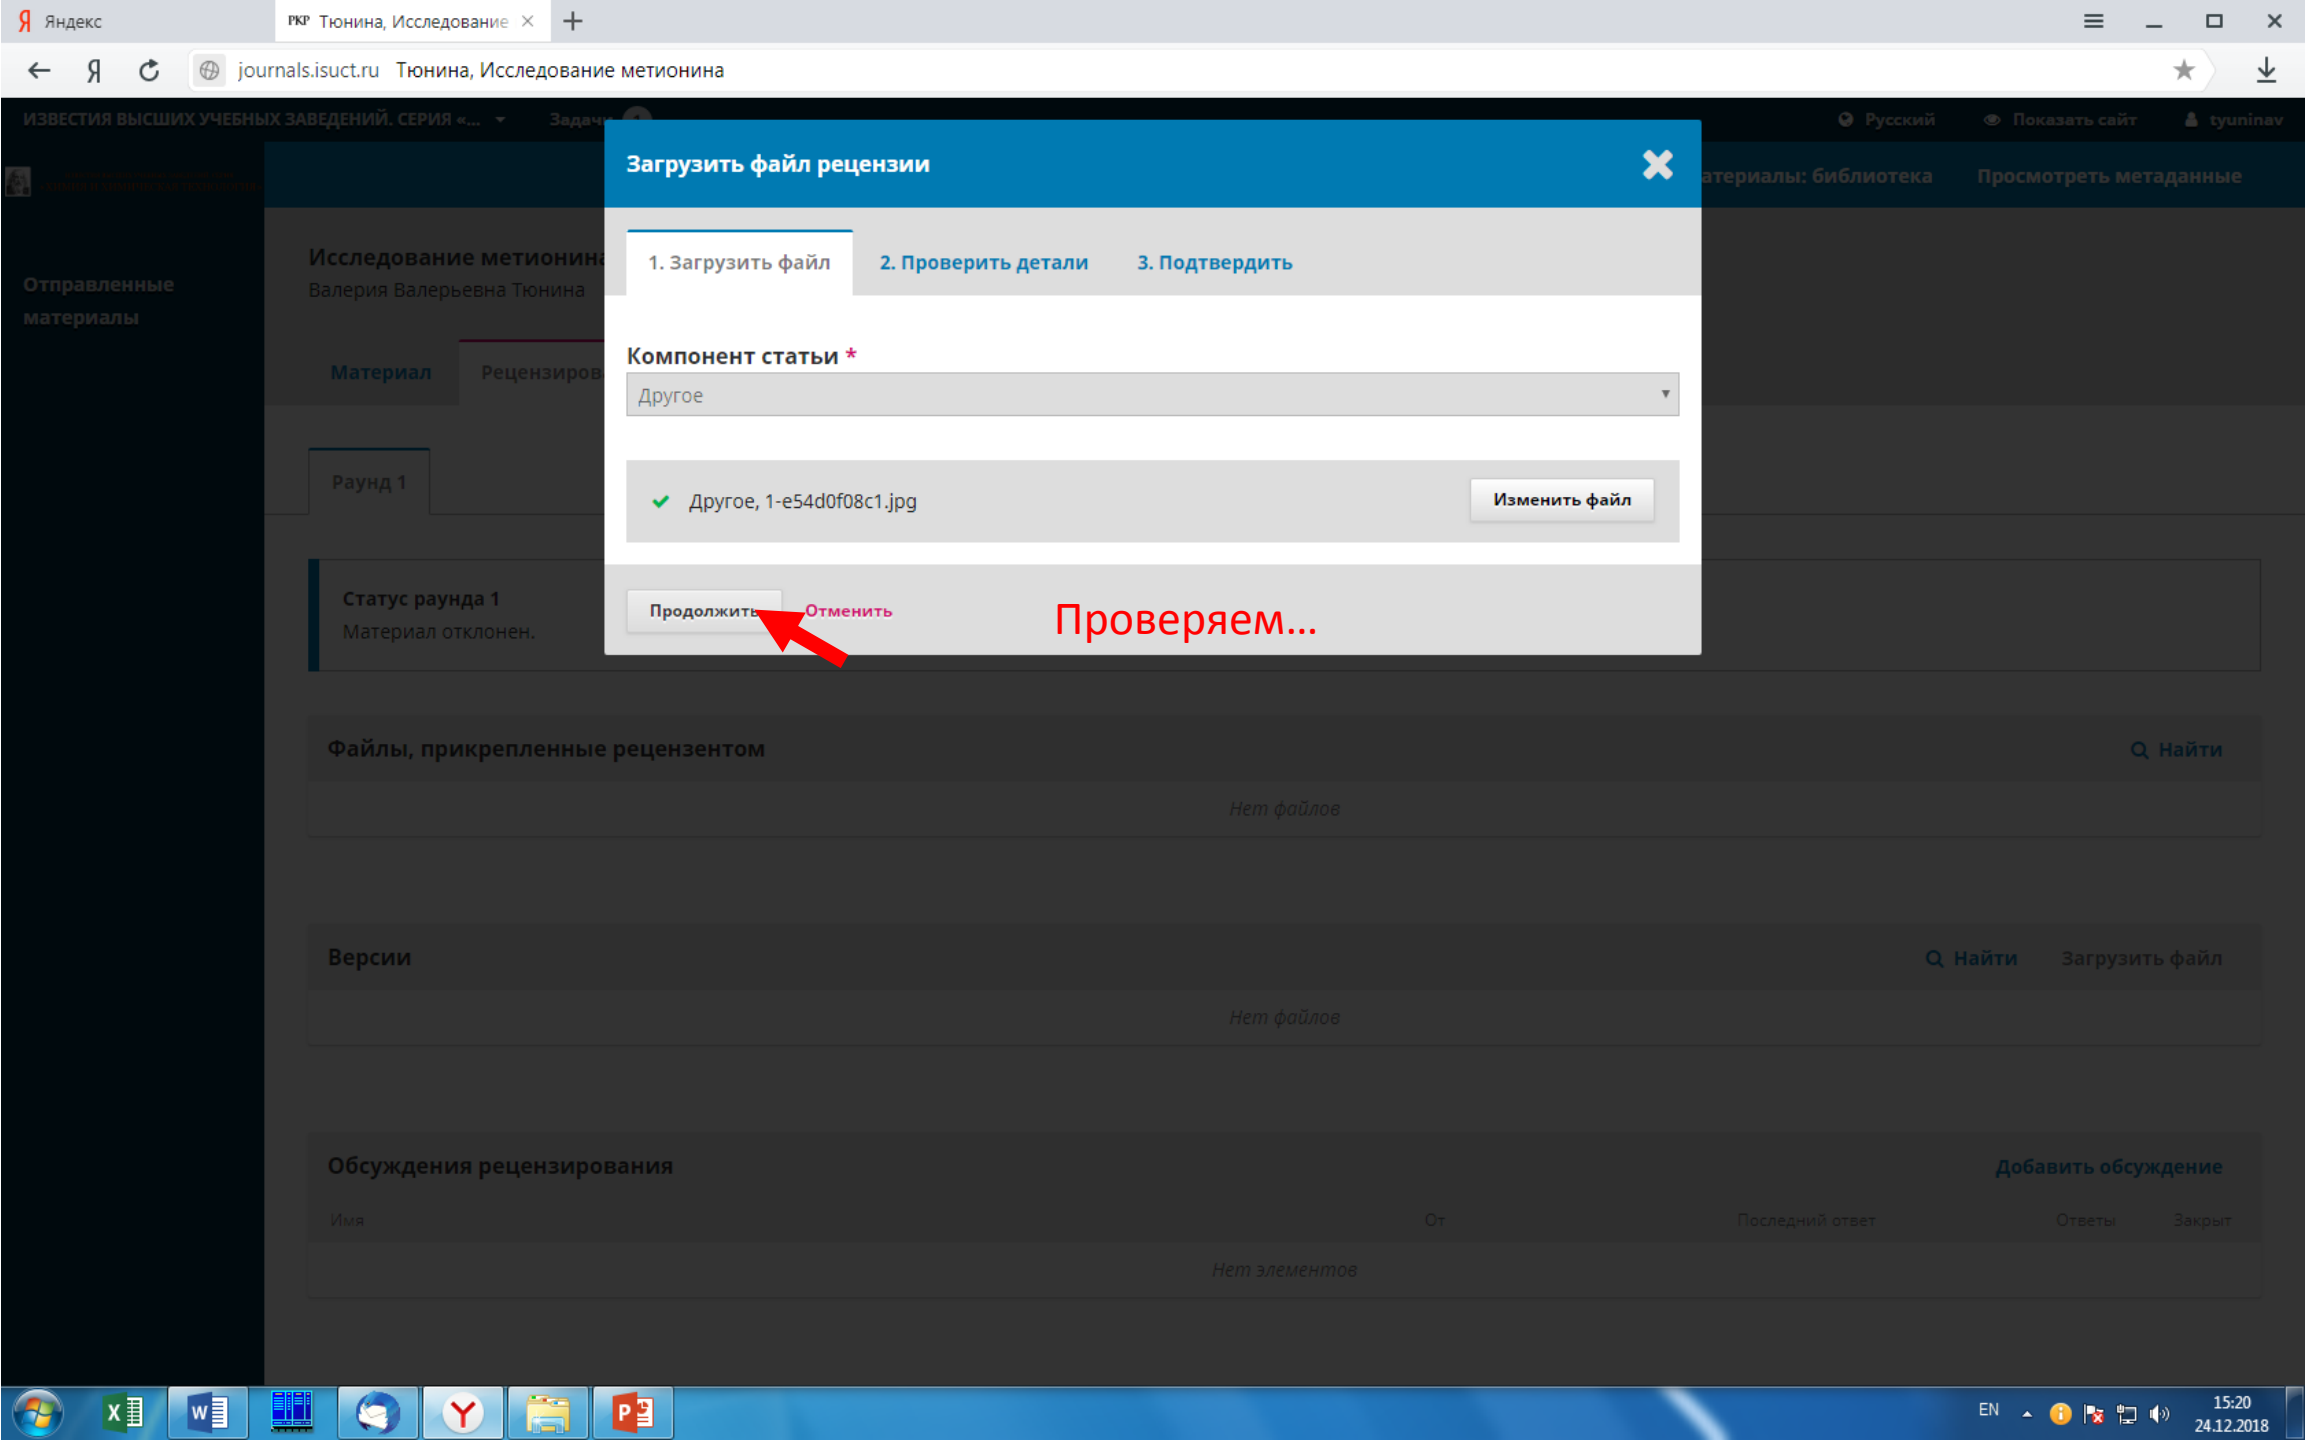 Яндекс
РКР Тюнина, Исследование
journals.isuct.ru Тюнина, Исследование метионина
ИЗВЕСТИЯ ВЫСШИХ УЧЕБНЫХ ЗАВЕДЕНИЙ. СЕРИЯ «...
Задачи 1
Русский
Показать сайт
tyuninav
Загрузить файл рецензии
атериалы: библиотека
Просмотреть метаданные
Отправленные
материалы
Исследование метионина
Валерия Валерьевна Тюнина
1. Загрузить файл
2. Проверить детали
3. Подтвердить
Материал
Рецензиров
Компонент статьи *
Другое
Раунд 1
Другое, 1-e54d0f08c1.jpg
Изменить файл
Статус раунда 1
Материал отклонен.
Продолжить
Отменить
Проверяем...
Файлы, прикрепленные рецензентом
Найти
Нет файлов
Версии
Найти
Загрузить файл
Нет файлов
Обсуждения рецензирования
Добавить обсуждение
Имя
От
Последний ответ
Ответы
Закрыт
Нет элементов
EN
15:20
24.12.2018